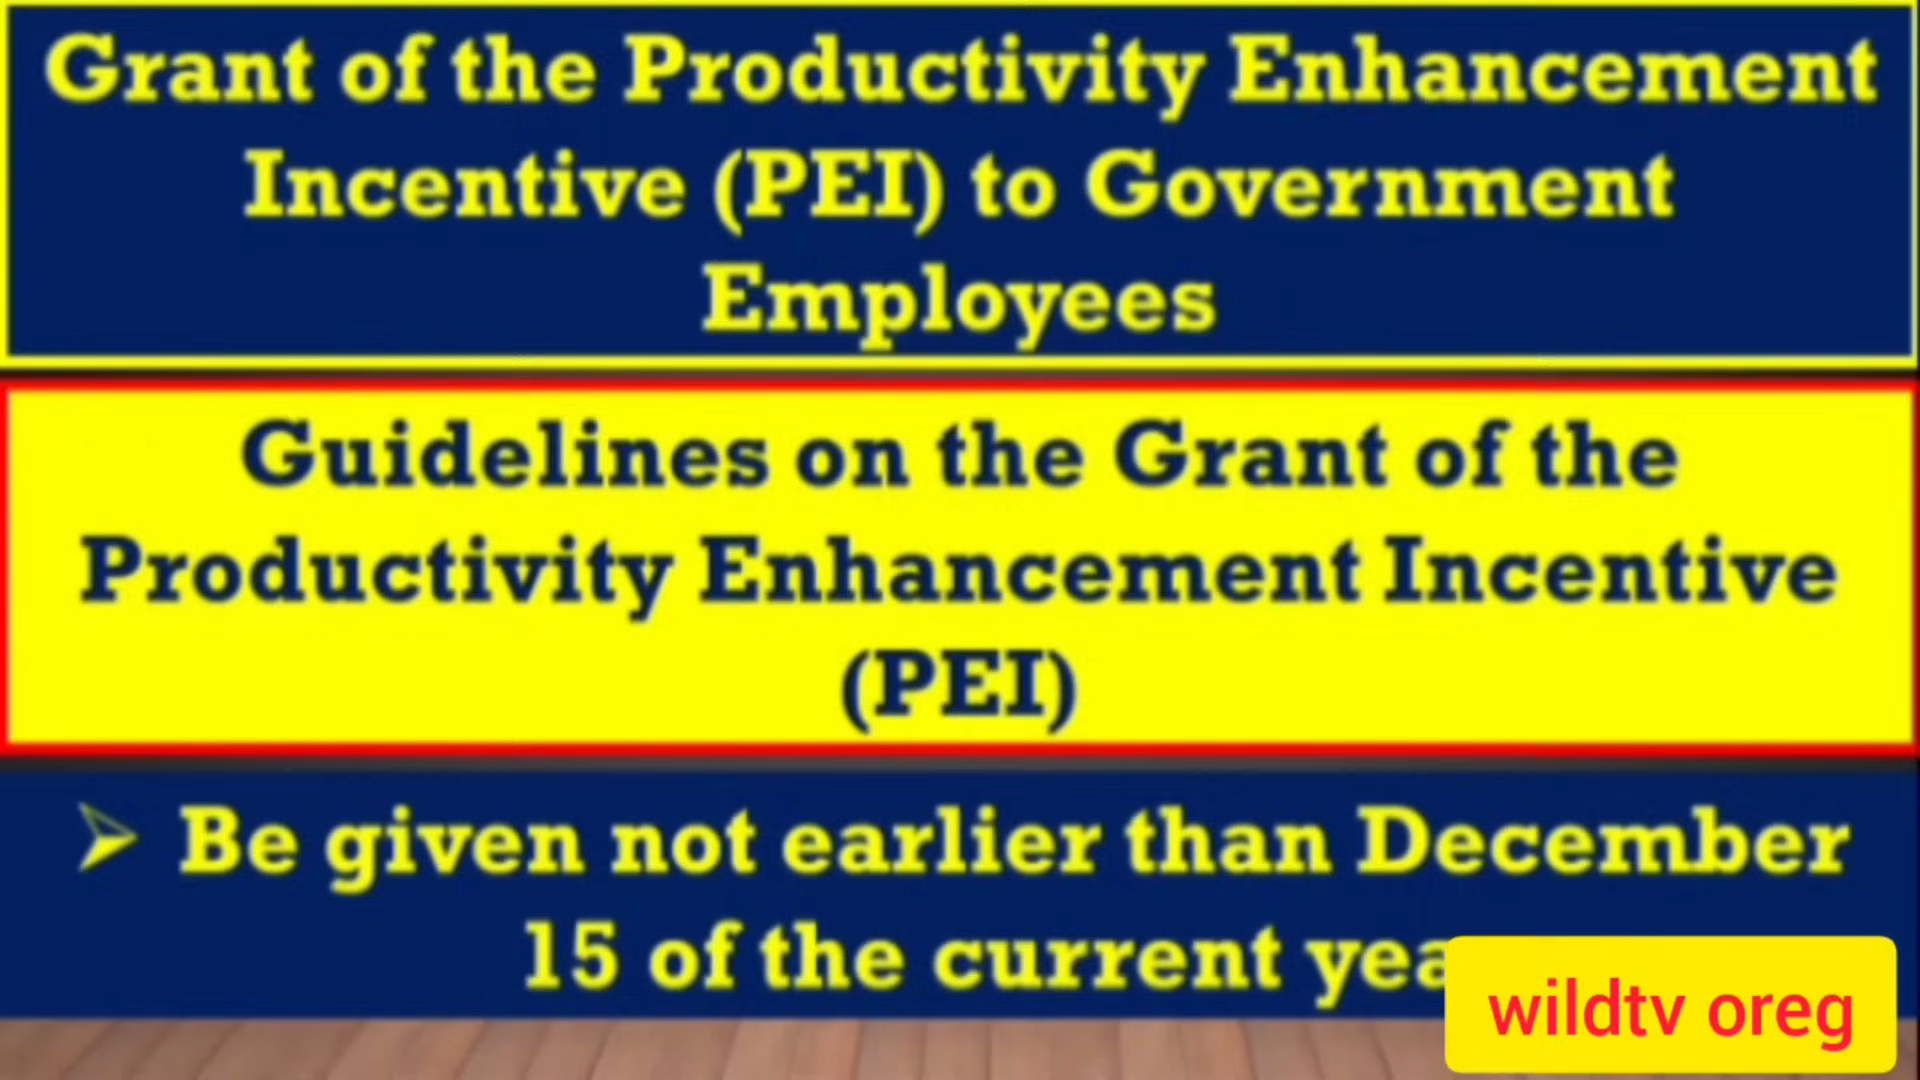 Grant of the Productivity Enhancement
Incentive (PEI) to Government
Employees
Guidelines on the Grant of the
Productivity Enhancement Incentive
(PEI)
➢ Be given not earlier than December
15 of the current yea
wildtv oreg